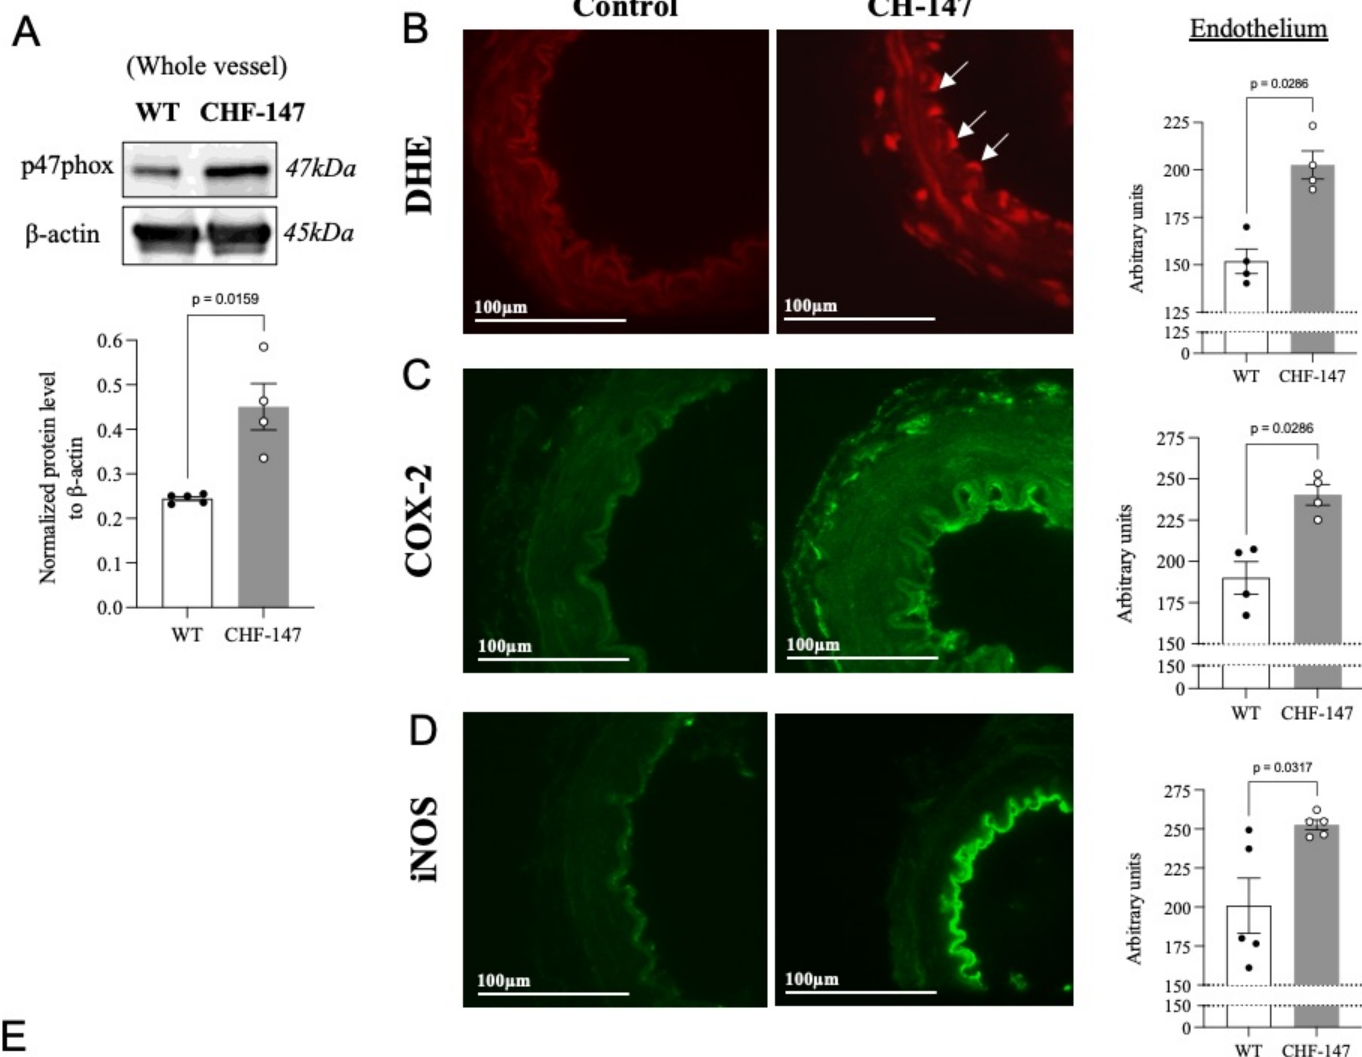 A
(Whole vessel)
WT CHF-147
p47phox 47kDa
β-actin 45kDa
p = 0.0159
Normalized protein level
to β-actin
0.6
0.5
0.4
0.3
0.2
0.1
0.0
WT CHF-147
B
Control CH-147
DHE
100µm 100µm
Endothelium
p = 0.0286
Arbitrary units
225
200
175
150
125
125
0
WT CHF-147
C
COX-2
100µm 100µm
p = 0.0286
Arbitrary units
275
250
225
200
175
150
150
0
WT CHF-147
D
iNOS
100µm 100µm
p = 0.0317
Arbitrary units
275
250
225
200
175
150
150
0
WT CHF-147
E